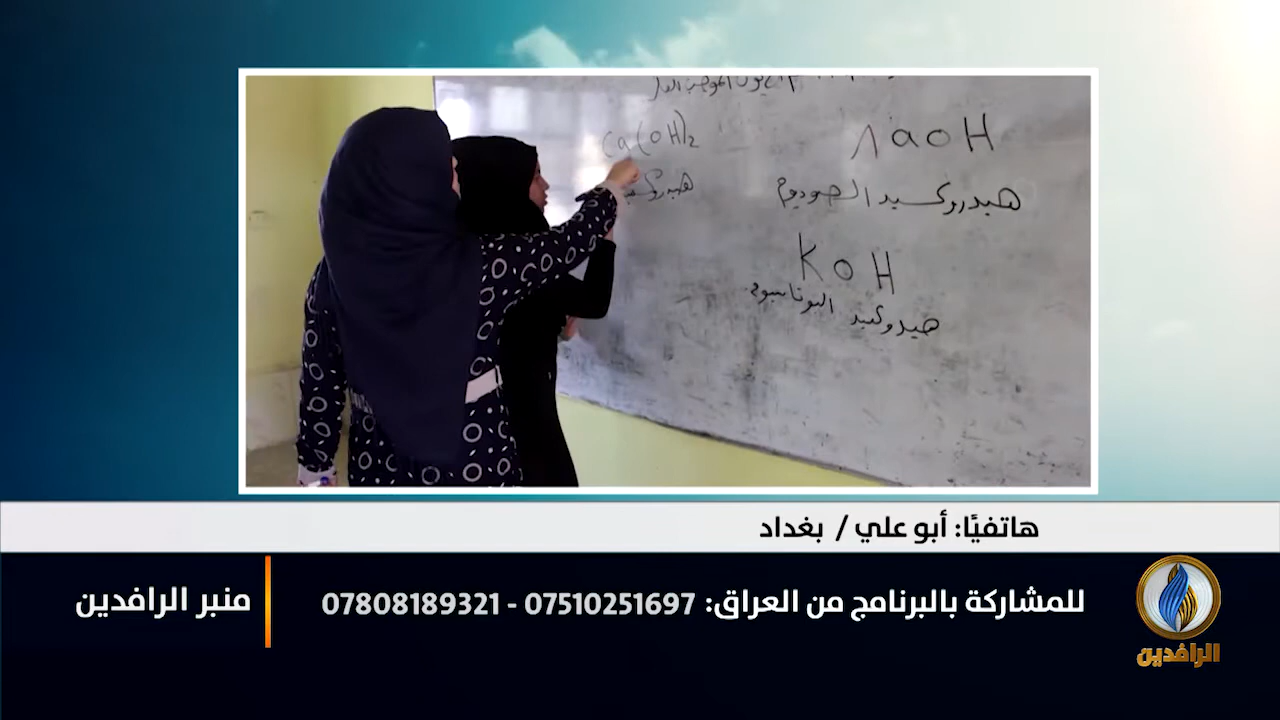 NaOH
هيدروكسيد الصوديوم
Ca(OH)2
KOH
هيدوكيد البوتاسيوم
هاتفيًا: أبو علي / بغداد
للمشاركة بالبرنامج من العراق: 07510251697 - 07808189321
منبر الرافدين
الرافدين